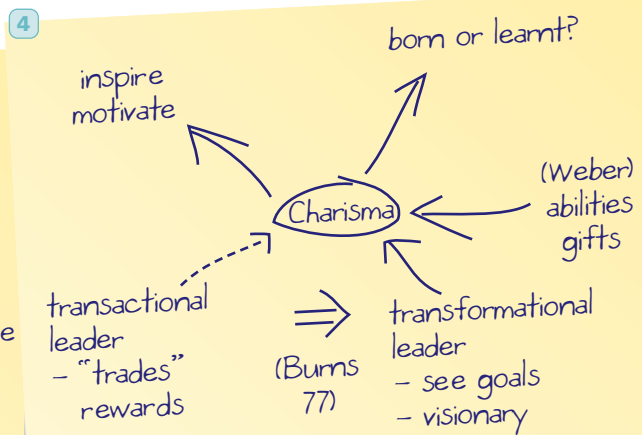 4
born or learnt?
inspire
motivate
(Weber)
abilities
gifts
Charisma
e
transactional
leader
– “trades”
rewards
(Burns
77)
transformational
leader
– see goals
– visionary